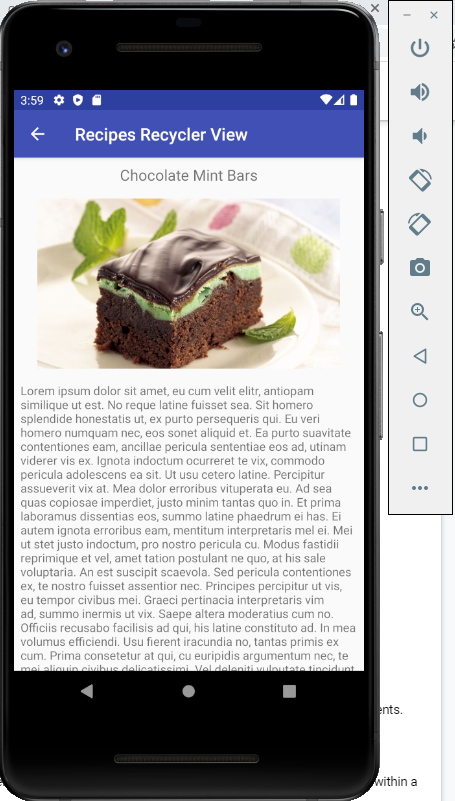 3:59
Recipes Recycler View
Chocolate Mint Bars
Lorem ipsum dolor sit amet, eu cum velit elitr, antiopam
similique ut est. No reque latine fuisset sea. Sit homero
splendide honestatis ut, ex purto persequeris qui. Eu veri
homero numquam nec, eos sonet aliquid et. Ea purto suavitate
contentiones eam, ancillae pericula sententiae eos ad, utinam
viderer vis ex. Ignota indoctum ocurreret te vix, commodo
pericula adolescens ea sit. Ut usu cetero latine. Percipitur
assueverit vix at. Mea dolor erroribus vituperata eu. Ad sea
quas copiosae imperdiet, justo minim tantas quo in. Et prima
laboramus dissentias eos, summo latine phaedrum ei has. Ei
autem ignota erroribus eam, mentitum interpretaris mel ei. Mei
ut stet justo indoctum, pro nostro pericula cu. Modus fastidii
reprimique et vel, amet tation postulant ne quo, at his sale
voluptaria. An est suscipit scaevola. Sed pericula contentiones
ex, te nostro fuisset assentior nec. Principes percipitur ut vis,
eu tempor civibus mei. Graeci pertinacia interpretaris vim
ad, summo inermis ut vix. Saepe altera moderatius cum no.
Officiis recusabo facilisis ad qui, his latine constituto ad. In mea
volumus efficiendi. Usu fierent iracundia no, tantas primis ex
cum. Prima consetetur at qui, cu euripidis argumentum nec, te
mei aliquip civibus delicatissimi. Vel deleniti vulputate tincidunt
ents.
within a